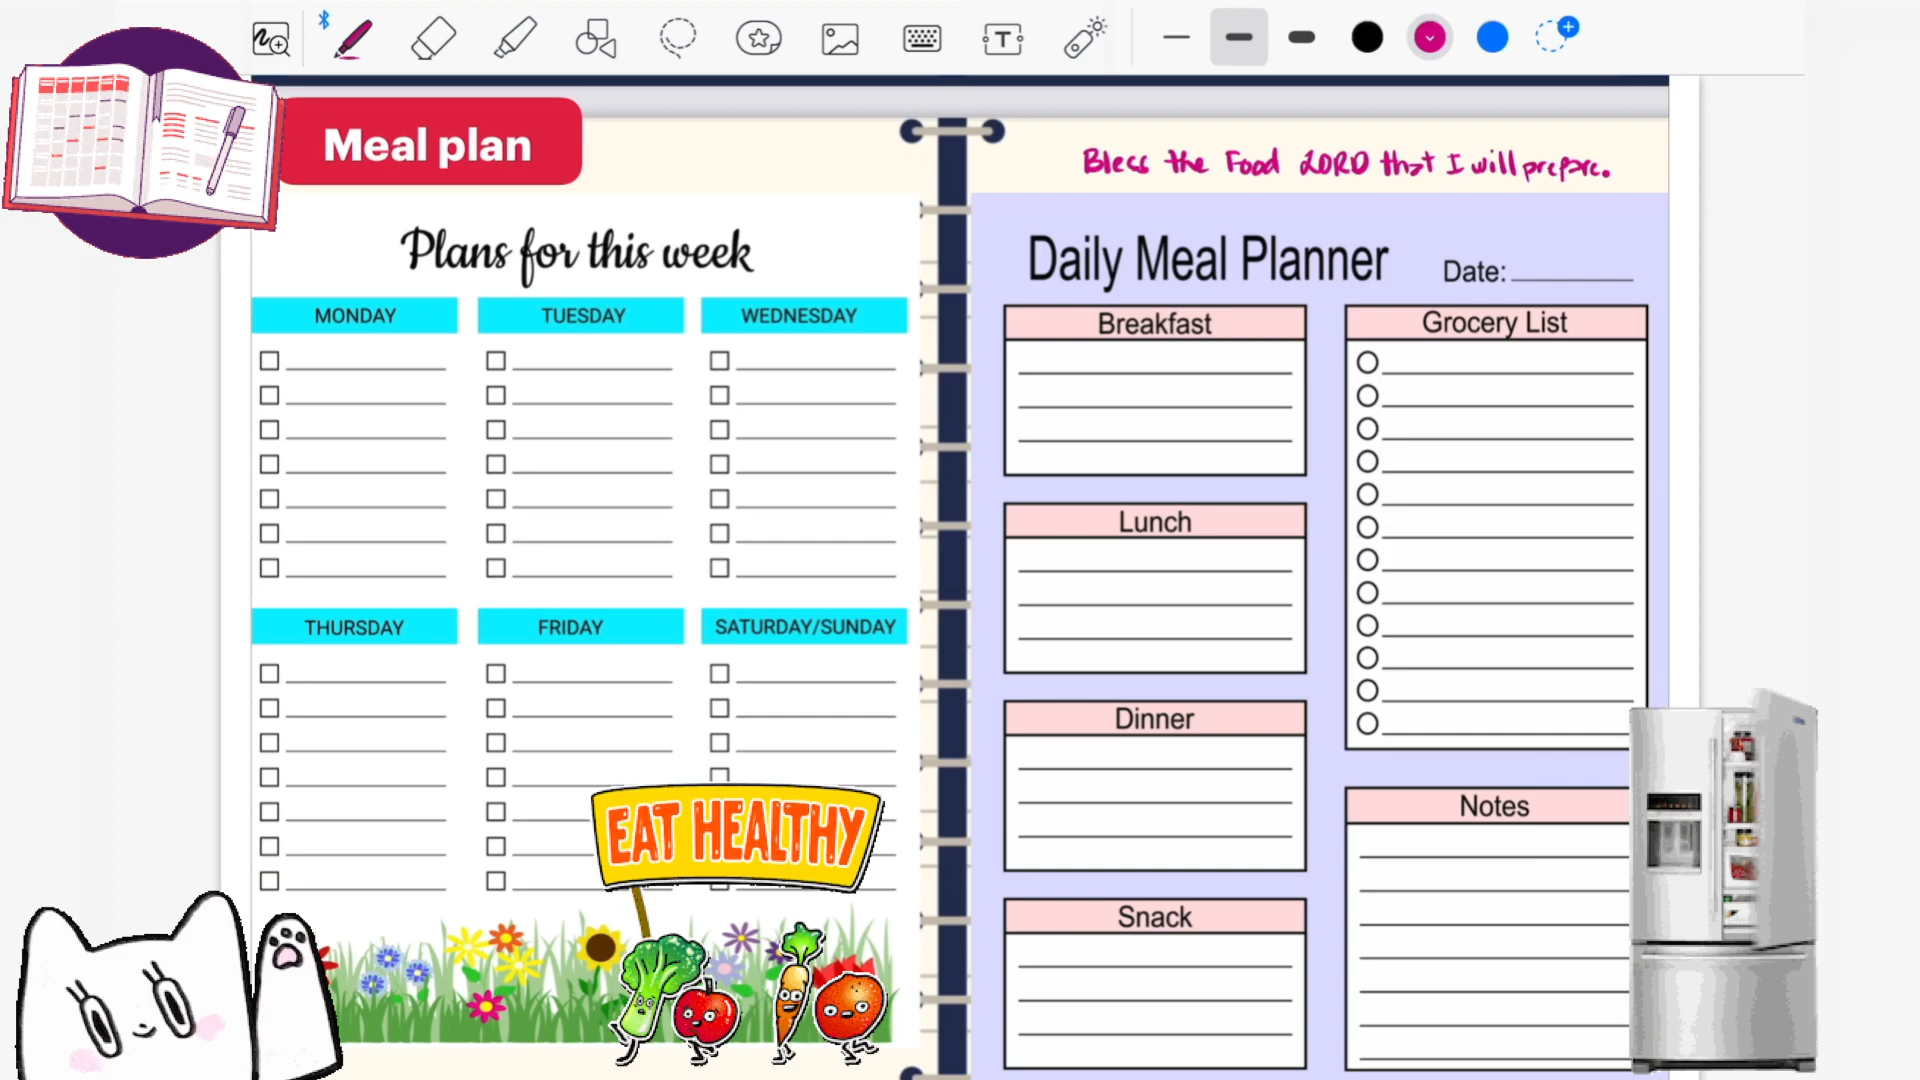 Meal plan
Bless the Food LORD that I will prepare.
Plans for this week
MONDAY
TUESDAY
WEDNESDAY
THURSDAY
FRIDAY
SATURDAY/SUNDAY
EAT HEALTHY
Daily Meal Planner
Date:
Breakfast
Grocery List
Lunch
Dinner
Notes
Snack